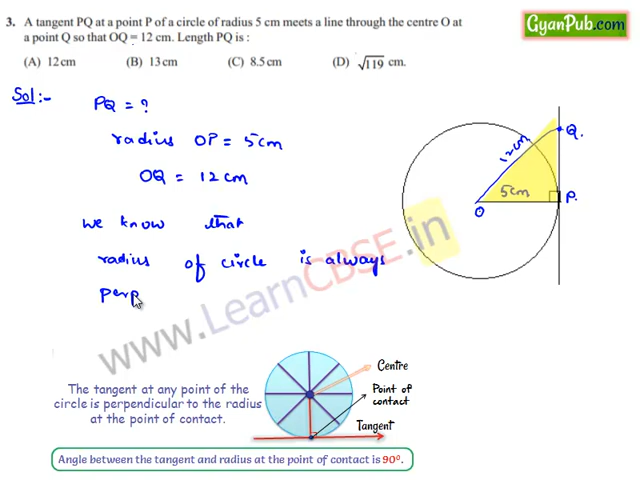 3. A tangent PQ at a point P of a circle of radius 5 cm meets a line through the centre O at
a point Q so that OQ = 12 cm. Length PQ is :
(A) 12 cm (B) 13 cm (C) 8.5 cm (D) √119 cm.
GyanPub.com
Sol:-
PQ = ?
radius OP = 5cm
OQ = 12 cm
we know that
radius of circle is always
perp
12cm
Q.
5cm
P.
O
www.LearnCBSE.in
The tangent at any point of the
circle is perpendicular to the radius
at the point of contact.
Centre
Point of
contact
Tangent
Angle between the tangent and radius at the point of contact is 90°.